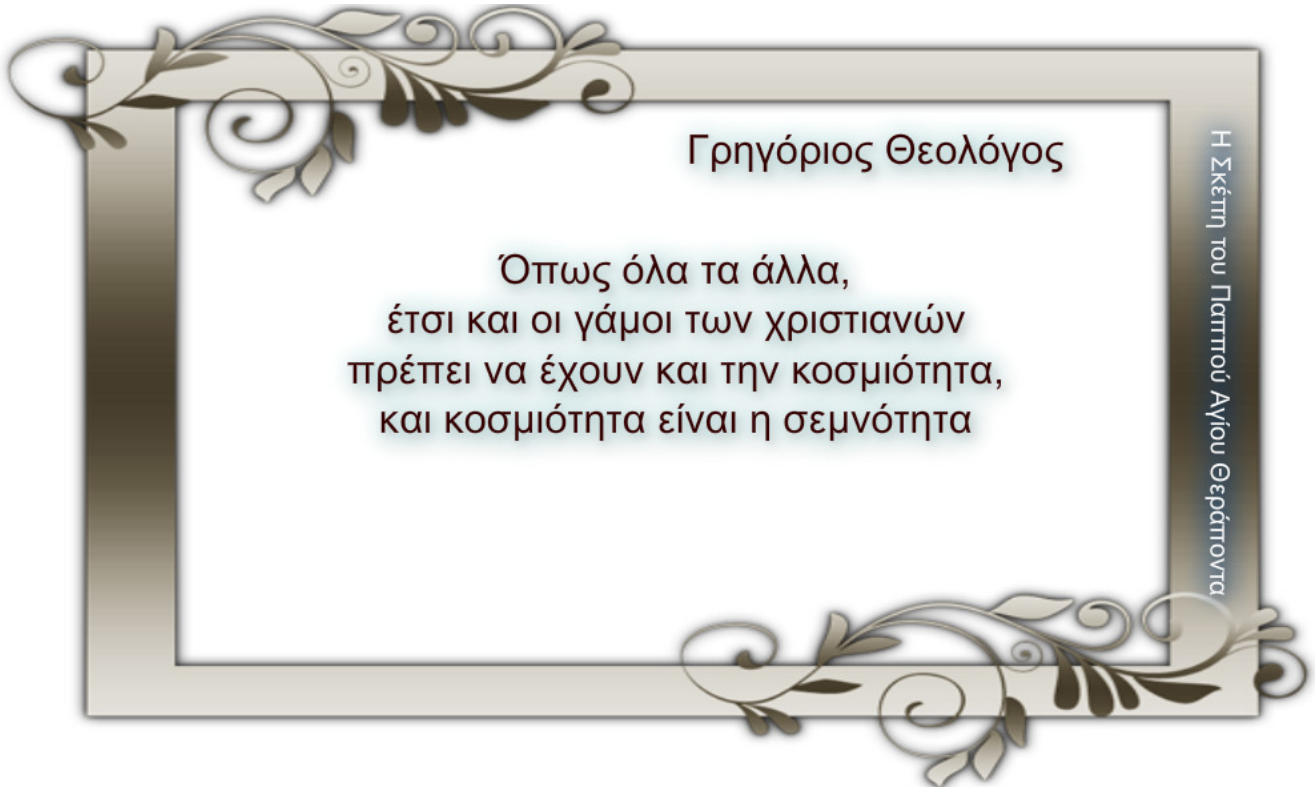 Γρηγόριος Θεολόγος
Όπως όλα τα άλλα,
έτσι και οι γάμοι των χριστιανών
πρέπει να έχουν και την κοσμιότητα,
και κοσμιότητα είναι η σεμνότητα
Η Σκέπη του Παππού Αγίου Θεράποντα